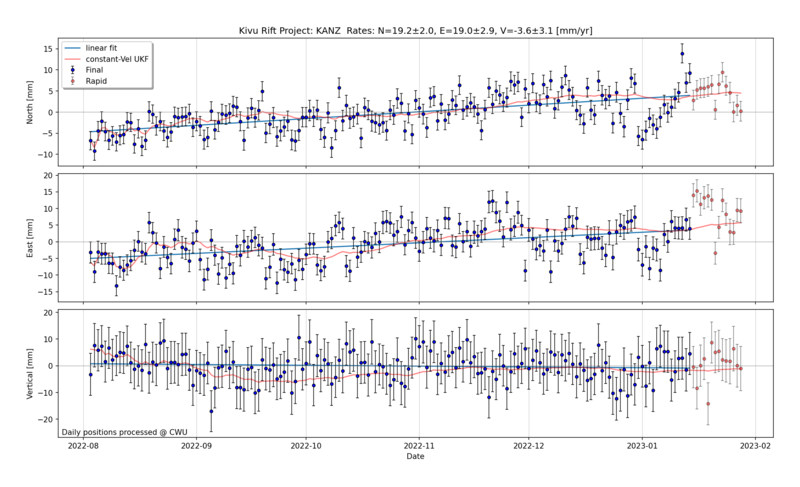 Kivu Rift Project: KANZ Rates: N=19.2±2.0, E=19.0±2.9, V=-3.6±3.1 [mm/yr]
linear fit
constant-Vel UKF
Final
Rapid
North [mm]
15
10
5
0
−5
−10
East [mm]
20
15
10
5
0
−5
−10
−15
Vertical [mm]
20
10
0
−10
−20
Daily positions processed @ CWU
2022-08
2022-09
2022-10
2022-11
2022-12
2023-01
2023-02
Date